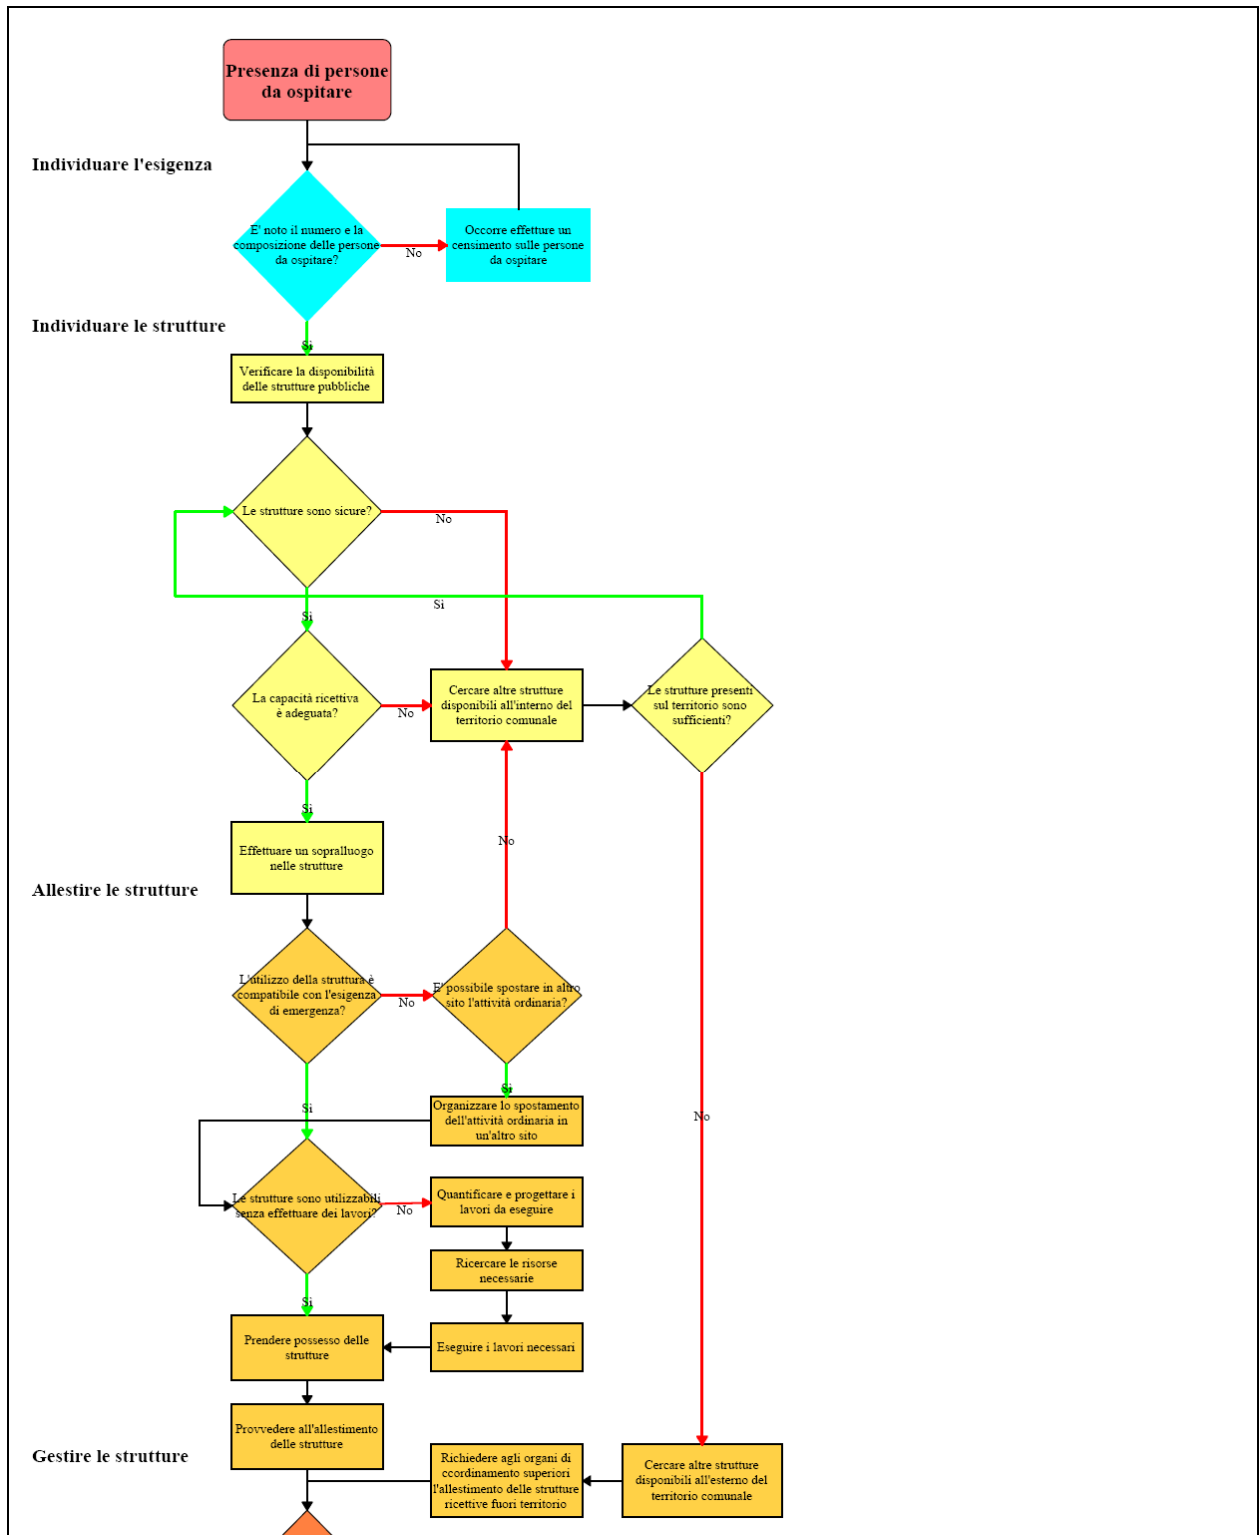 Presenza di persone
da ospitare
Individuare l'esigenza
E' noto il numero e la
composizione delle persone
da ospitare?
No
Occorre effetture un
censimento sulle persone
da ospitare
Individuare le strutture
Si
Verificare la disponibilità
delle strutture pubbliche
Le strutture sono sicure?
No
Si
Si
La capacità ricettiva
è adeguata?
No
Cercare altre strutture
disponibili all'interno del
territorio comunale
Le strutture presenti
sul territorio sono
sufficienti?
Si
Effettuare un sopralluogo
nelle strutture
No
Allestire le strutture
L'utilizzo della struttura è
compatibile con l'esigenza
di emergenza?
No
E' possibile spostare in altro
sito l'attività ordinaria?
Si
Si
Organizzare lo spostamento
dell'attività ordinaria in
un'altro sito
No
Le strutture sono utilizzabili
senza effettuare dei lavori?
No
Quantificare e progettare i
lavori da eseguire
Ricercare le risorse
necessarie
Si
Prendere possesso delle
strutture
Eseguire i lavori necessari
Provvedere all'allestimento
delle strutture
Gestire le strutture
Richiedere agli organi di
ccordinamento superiori
l'allestimento delle strutture
ricettive fuori territorio
Cercare altre strutture
disponibili all'esterno del
territorio comunale